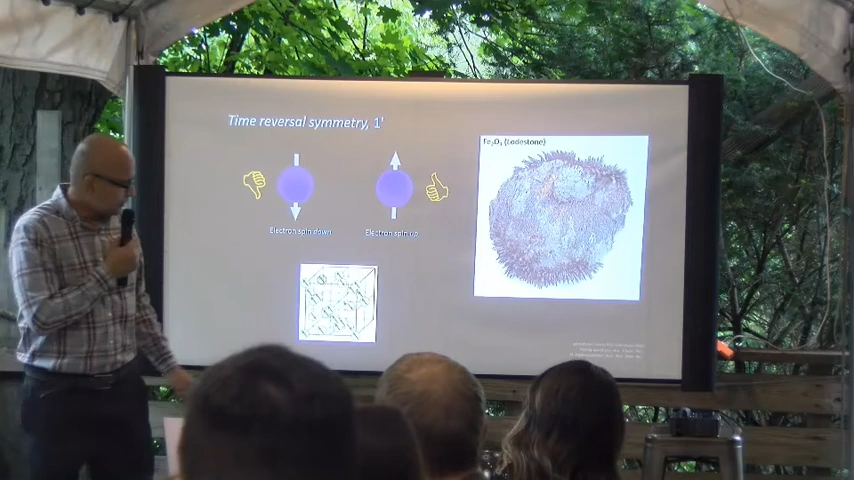 Time reversal symmetry, 1'
Fe₃O₄ (Lodestone)
Electron spin down
Electron spin up